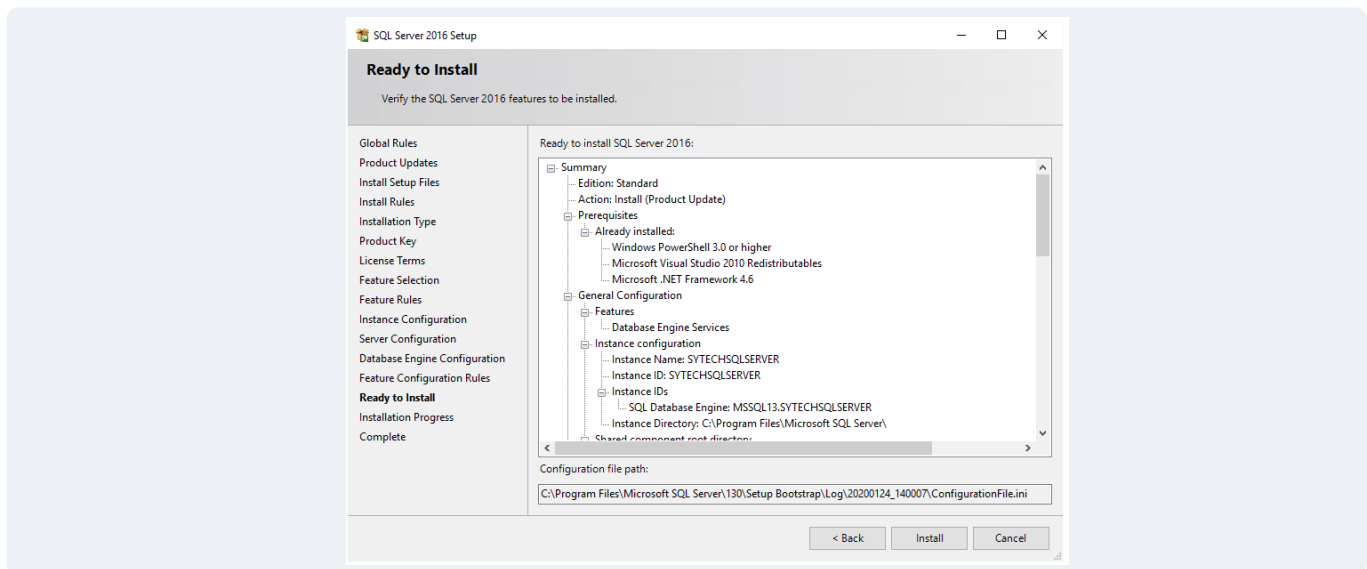 SQL Server 2016 Setup
Ready to Install
Verify the SQL Server 2016 features to be installed.
Global Rules
Product Updates
Install Setup Files
Install Rules
Installation Type
Product Key
License Terms
Feature Selection
Feature Rules
Instance Configuration
Server Configuration
Database Engine Configuration
Feature Configuration Rules
Ready to Install
Installation Progress
Complete
Ready to install SQL Server 2016:
Summary
Edition: Standard
Action: Install (Product Update)
Prerequisites
Already installed:
Windows PowerShell 3.0 or higher
Microsoft Visual Studio 2010 Redistributables
Microsoft .NET Framework 4.6
General Configuration
Features
Database Engine Services
Instance configuration
Instance Name: SYTECHSQLSERVER
Instance ID: SYTECHSQLSERVER
Instance IDs
SQL Database Engine: MSSQL13.SYTECHSQLSERVER
Instance Directory: C:\Program Files\Microsoft SQL Server\
Shared component root directory
Configuration file path:
C:\Program Files\Microsoft SQL Server\130\Setup Bootstrap\Log\20200124_140007\ConfigurationFile.ini
< Back
Install
Cancel